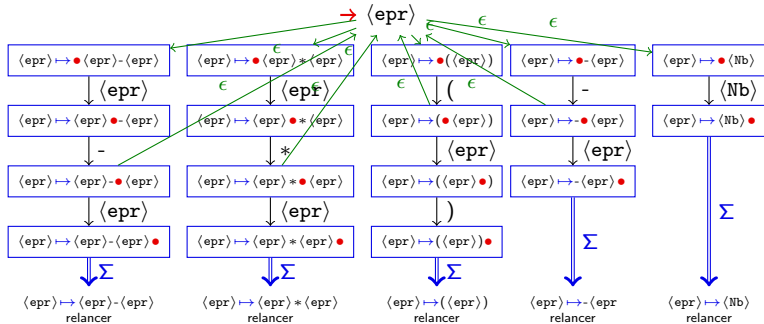 → ⟨epr⟩
ϵ ϵ ϵ
ϵ ϵ
⟨epr⟩↦●⟨epr⟩-⟨epr⟩ ⟨epr⟩↦●⟨epr⟩*⟨epr⟩ ⟨epr⟩↦●(⟨epr⟩) ⟨epr⟩↦●-⟨epr⟩ ⟨epr⟩↦●⟨Nb⟩
⟨epr⟩ ϵ ⟨epr⟩ ϵ ( ϵ - ⟨Nb⟩
⟨epr⟩↦⟨epr⟩●-⟨epr⟩ ⟨epr⟩↦⟨epr⟩●*⟨epr⟩ ⟨epr⟩↦(●⟨epr⟩) ⟨epr⟩↦-●⟨epr⟩ ⟨epr⟩↦⟨Nb⟩●
- * ⟨epr⟩ ⟨epr⟩
⟨epr⟩↦⟨epr⟩-●⟨epr⟩ ⟨epr⟩↦⟨epr⟩*●⟨epr⟩ ⟨epr⟩↦(⟨epr⟩●) ⟨epr⟩↦-⟨epr⟩●
⟨epr⟩ ⟨epr⟩ ) Σ Σ
⟨epr⟩↦⟨epr⟩-⟨epr⟩● ⟨epr⟩↦⟨epr⟩*⟨epr⟩● ⟨epr⟩↦(⟨epr⟩)●
Σ Σ Σ
⟨epr⟩↦⟨epr⟩-⟨epr⟩ ⟨epr⟩↦⟨epr⟩*⟨epr⟩ ⟨epr⟩↦(⟨epr⟩) ⟨epr⟩↦-⟨epr ⟨epr⟩↦⟨Nb⟩
relancer relancer relancer relancer relancer